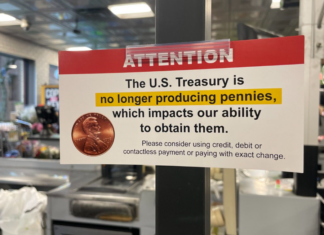 ATTENTION
The U.S. Treasury is
no longer producing pennies,
which impacts our ability
to obtain them.
Please consider using credit, debit or
contactless payment or paying with exact change.